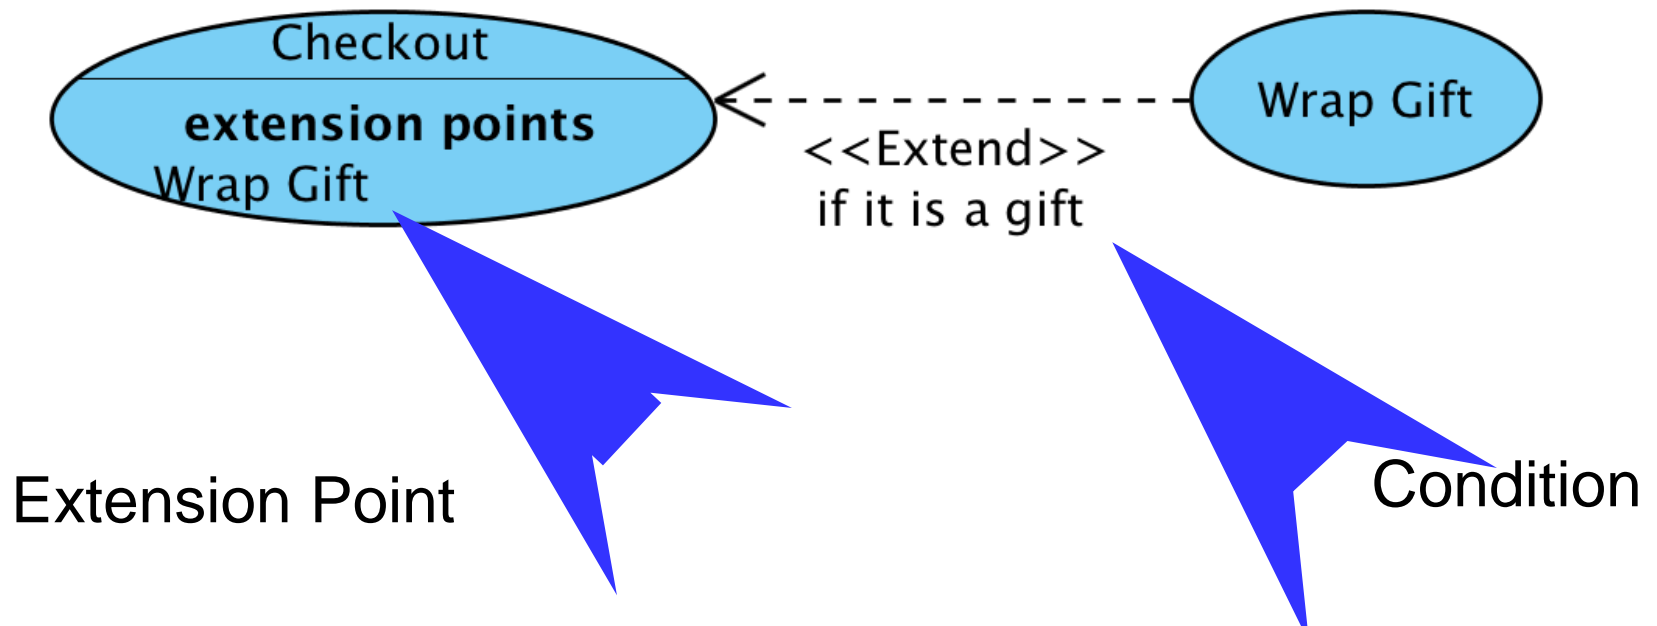 Checkout
extension points
Wrap Gift
<<Extend>>
if it is a gift
Wrap Gift
Extension Point
Condition